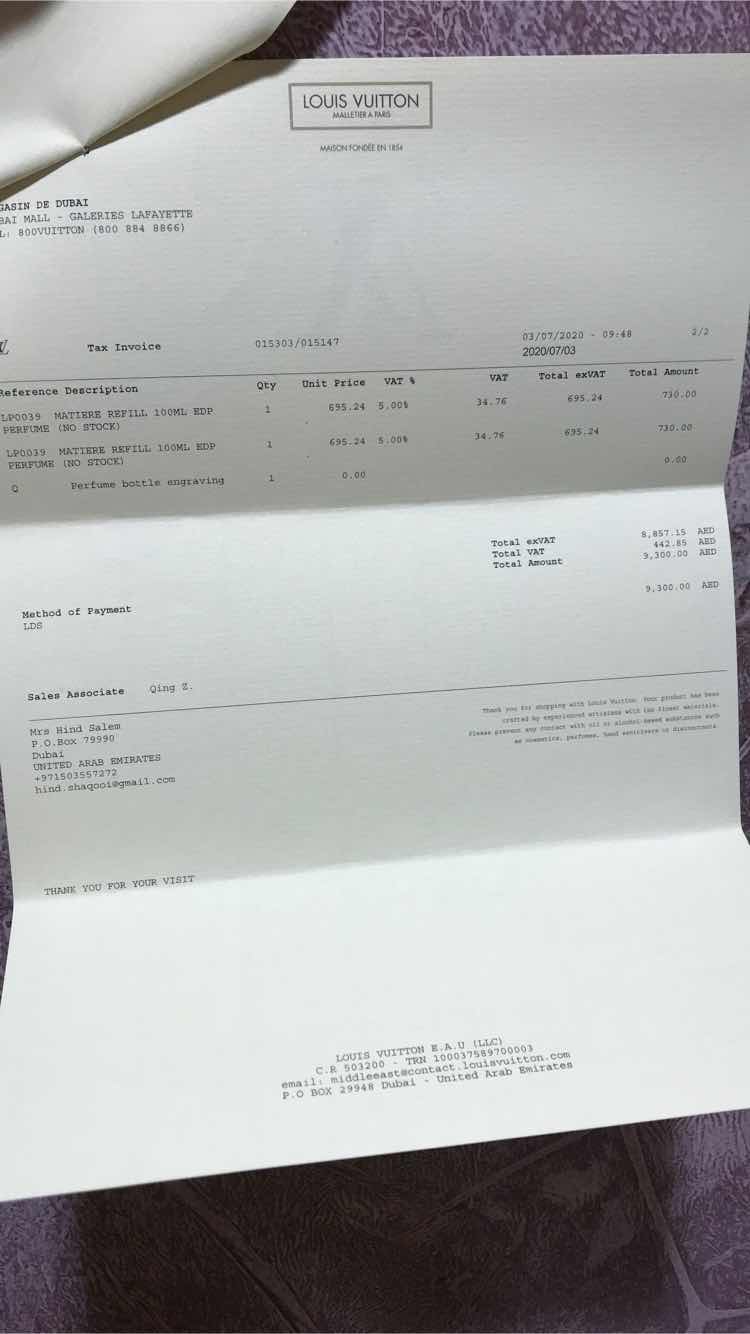 LOUIS VUITTON
MALLETIER A PARIS
MAISON FONDÉE EN 1854
GASIN DE DUBAI
BAI MALL - GALERIES LAFAYETTE
L: 800VUITTON (800 884 8866)
Tax Invoice 015303/015147 03/07/2020 - 09:48 2/2
2020/07/03
Reference Description Qty Unit Price VAT % VAT Total exVAT Total Amount
LP0039 MATIERE REFILL 100ML EDP 1 695.24 5.00% 34.76 695.24 730.00
PERFUME (NO STOCK)
LP0039 MATIERE REFILL 100ML EDP 1 695.24 5.00% 34.76 695.24 730.00
PERFUME (NO STOCK)
Q Perfume bottle engraving 1 0.00 0.00
Total exVAT 8,857.15 AED
Total VAT 442.85 AED
Total Amount 9,300.00 AED
9,300.00 AED
Method of Payment
LDS
Sales Associate Qing Z.
Thank you for shopping with Louis Vuitton. Your product has been
crafted by experienced artisans with the finest materials.
Please prevent any contact with oil or alcohol-based substances such
as cosmetics, perfumes, hand sanitizers or disinfectants.
Mrs Hind Salem
P.O.Box 79990
Dubai
UNITED ARAB EMIRATES
+971503557272
hind.shaqooi@gmail.com
THANK YOU FOR YOUR VISIT
LOUIS VUITTON E.A.U (LLC)
C.R 503200 - TRN 100037589700003
email: middleeast@contact.louisvuitton.com
P.O BOX 29948 Dubai - United Arab Emirates